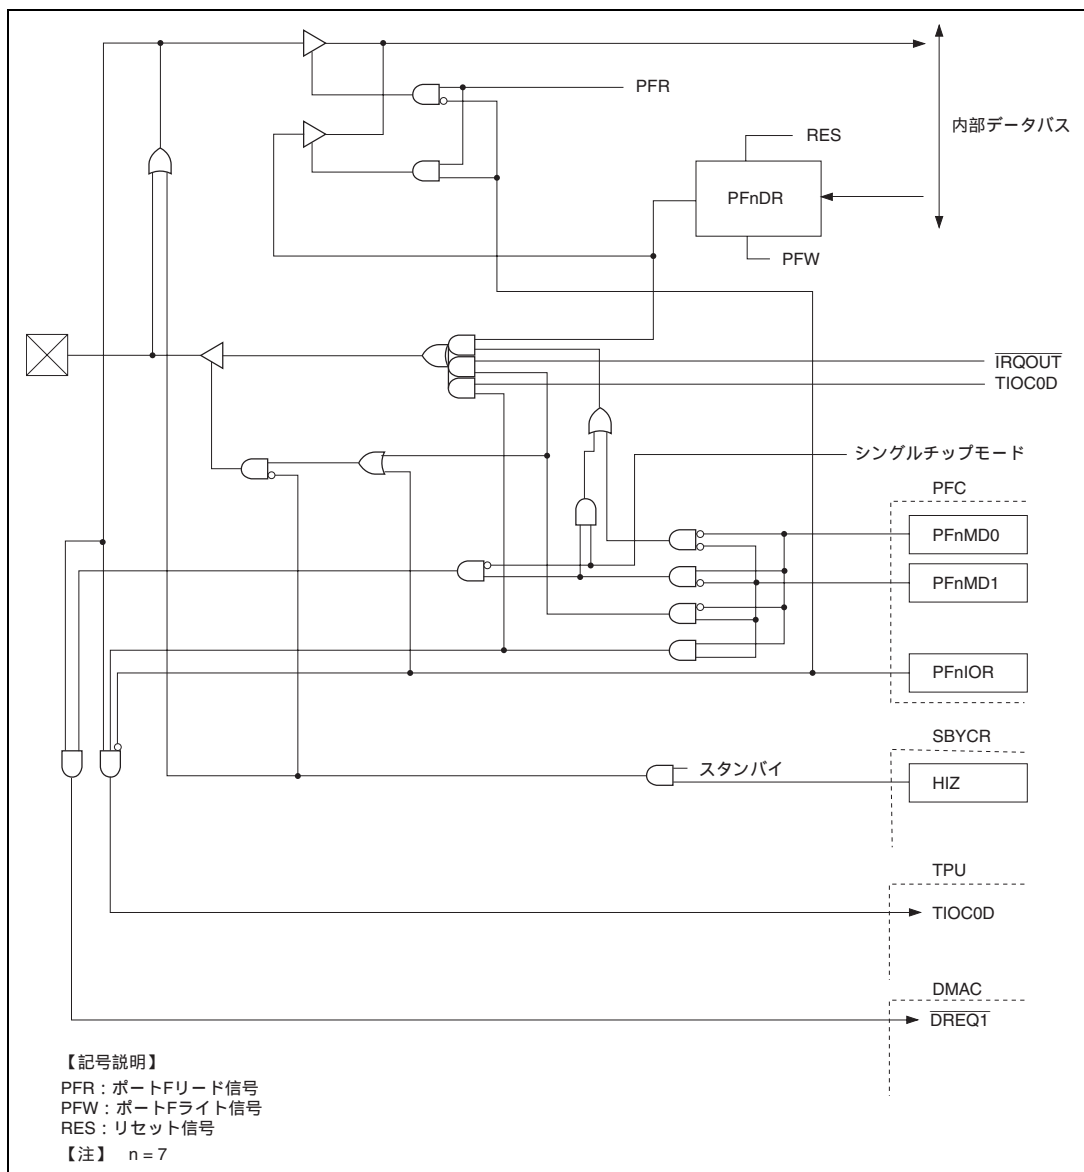 PFR
内部データバス
RES
PFnDR
PFW
IRQOUT
TIOC0D
シングルチップモード
PFC
PFnMD0
PFnMD1
PFnIOR
SBYCR
スタンバイ
HIZ
TPU
TIOC0D
DMAC
DREQ1
【記号説明】
PFR：ポートFリード信号
PFW：ポートFライト信号
RES：リセット信号
【注】 n = 7